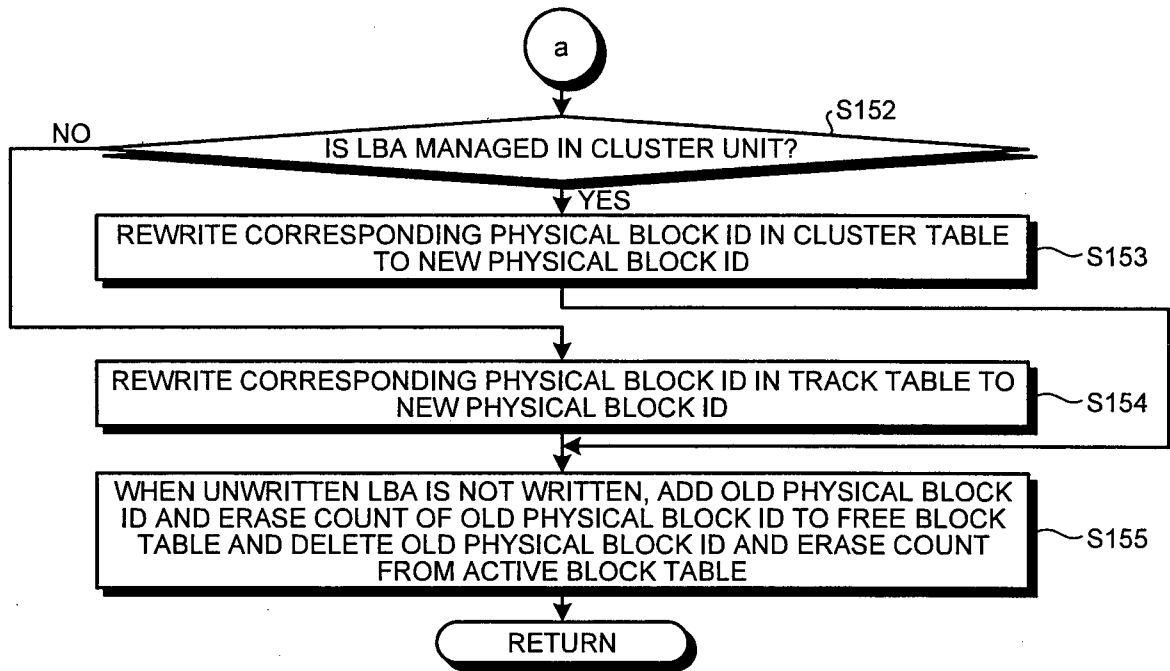 a
S152
NO
IS LBA MANAGED IN CLUSTER UNIT?
YES
REWRITE CORRESPONDING PHYSICAL BLOCK ID IN CLUSTER TABLE
TO NEW PHYSICAL BLOCK ID
S153
REWRITE CORRESPONDING PHYSICAL BLOCK ID IN TRACK TABLE TO
NEW PHYSICAL BLOCK ID
S154
WHEN UNWRITTEN LBA IS NOT WRITTEN, ADD OLD PHYSICAL BLOCK
ID AND ERASE COUNT OF OLD PHYSICAL BLOCK ID TO FREE BLOCK
TABLE AND DELETE OLD PHYSICAL BLOCK ID AND ERASE COUNT
FROM ACTIVE BLOCK TABLE
S155
RETURN